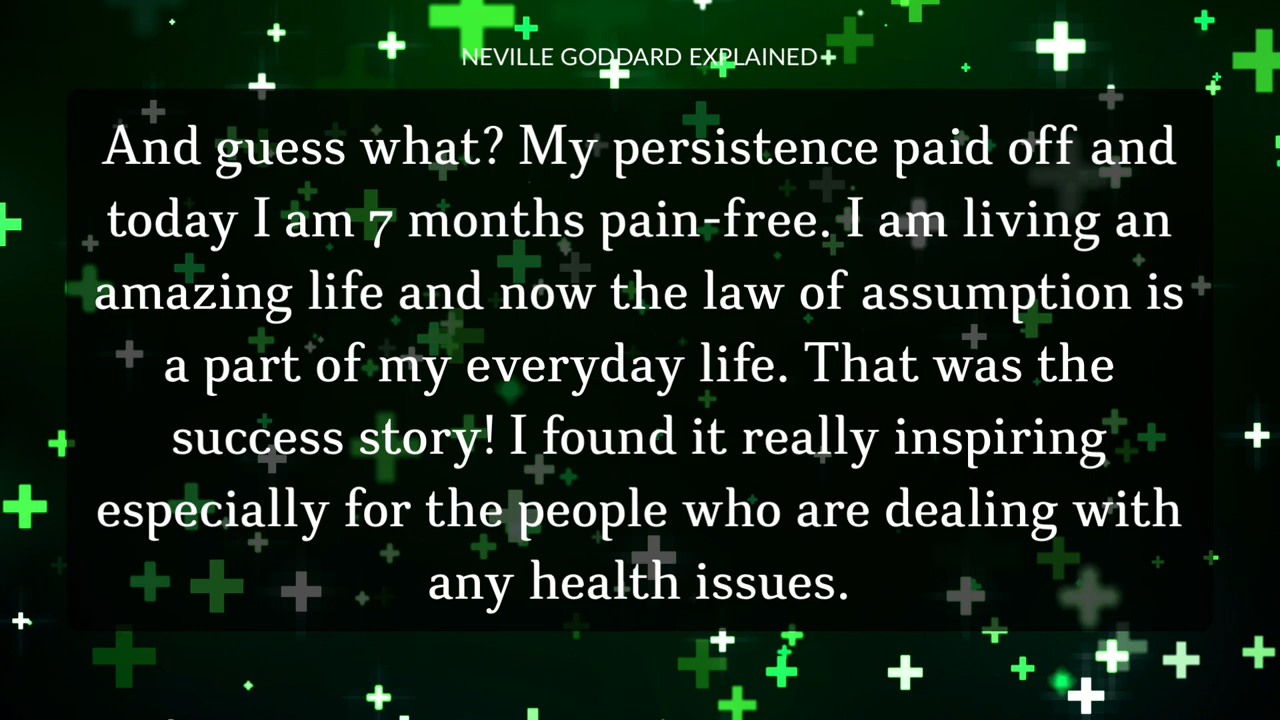 NEVILLE GODDARD EXPLAINED
And guess what? My persistence paid off and
today I am 7 months pain-free. I am living an
amazing life and now the law of assumption is
a part of my everyday life. That was the
success story! I found it really inspiring
especially for the people who are dealing with
any health issues.